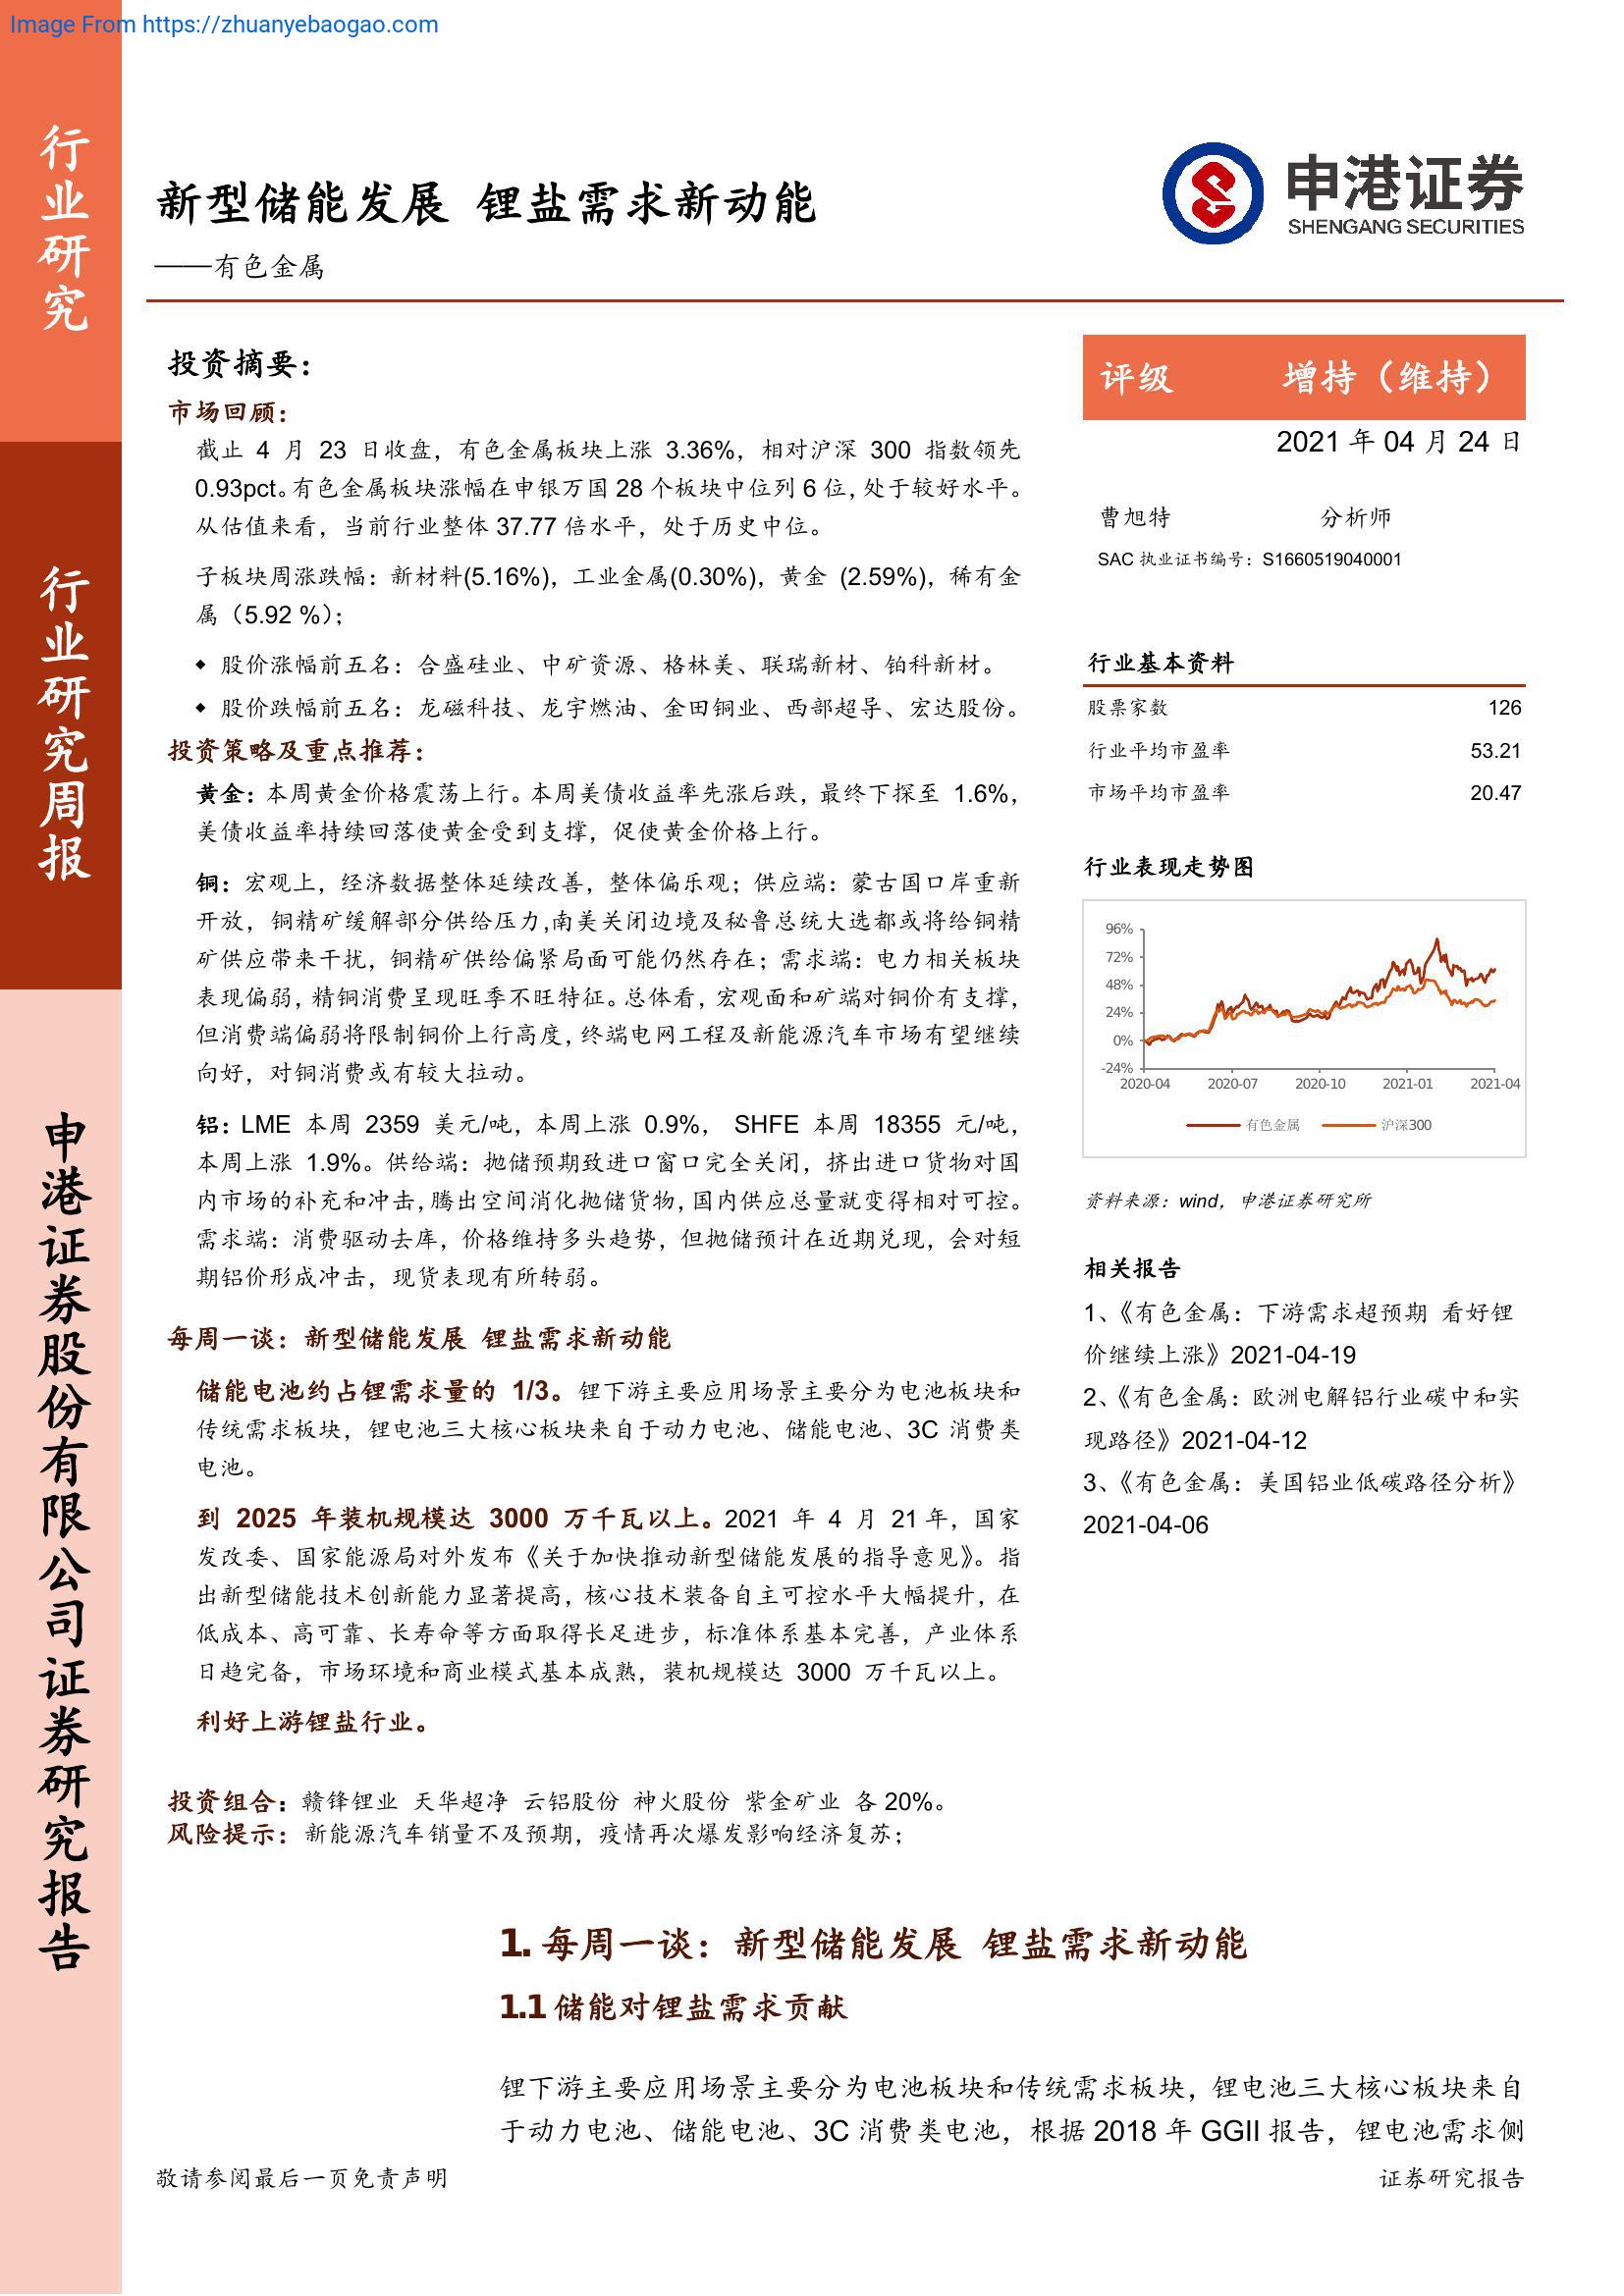 Image From https://zhuanyebaogao.com
行业研究
行业研究周报
申港证券股份有限公司证券研究报告
新型储能发展 锂盐需求新动能
——有色金属
申港证券
SHENGANG SECURITIES
投资摘要：
市场回顾：
截止 4 月 23 日收盘，有色金属板块上涨 3.36%，相对沪深 300 指数领先
0.93pct。有色金属板块涨幅在申银万国 28 个板块中位列 6 位，处于较好水平。
从估值来看，当前行业整体 37.77 倍水平，处于历史中位。
子板块周涨跌幅：新材料(5.16%)，工业金属(0.30%)，黄金 (2.59%)，稀有金
属（5.92 %）；
◆ 股价涨幅前五名：合盛硅业、中矿资源、格林美、联瑞新材、铂科新材。
◆ 股价跌幅前五名：龙磁科技、龙宇燃油、金田铜业、西部超导、宏达股份。
投资策略及重点推荐：
黄金：本周黄金价格震荡上行。本周美债收益率先涨后跌，最终下探至 1.6%，
美债收益率持续回落使黄金受到支撑，促使黄金价格上行。
铜：宏观上，经济数据整体延续改善，整体偏乐观；供应端：蒙古国口岸重新
开放，铜精矿缓解部分供给压力,南美关闭边境及秘鲁总统大选都或将给铜精
矿供应带来干扰，铜精矿供给偏紧局面可能仍然存在；需求端：电力相关板块
表现偏弱，精铜消费呈现旺季不旺特征。总体看，宏观面和矿端对铜价有支撑，
但消费端偏弱将限制铜价上行高度，终端电网工程及新能源汽车市场有望继续
向好，对铜消费或有较大拉动。
铝：LME 本周 2359 美元/吨，本周上涨 0.9%， SHFE 本周 18355 元/吨，
本周上涨 1.9%。供给端：抛储预期致进口窗口完全关闭，挤出进口货物对国
内市场的补充和冲击，腾出空间消化抛储货物，国内供应总量就变得相对可控。
需求端：消费驱动去库，价格维持多头趋势，但抛储预计在近期兑现，会对短
期铝价形成冲击，现货表现有所转弱。
每周一谈：新型储能发展 锂盐需求新动能
储能电池约占锂需求量的 1/3。锂下游主要应用场景主要分为电池板块和
传统需求板块，锂电池三大核心板块来自于动力电池、储能电池、3C 消费类
电池。
到 2025 年装机规模达 3000 万千瓦以上。2021 年 4 月 21 年，国家
发改委、国家能源局对外发布《关于加快推动新型储能发展的指导意见》。指
出新型储能技术创新能力显著提高，核心技术装备自主可控水平大幅提升，在
低成本、高可靠、长寿命等方面取得长足进步，标准体系基本完善，产业体系
日趋完备，市场环境和商业模式基本成熟，装机规模达 3000 万千瓦以上。
利好上游锂盐行业。
投资组合：赣锋锂业 天华超净 云铝股份 神火股份 紫金矿业 各 20%。
风险提示：新能源汽车销量不及预期，疫情再次爆发影响经济复苏；
评级 增持（维持）
2021 年 04 月 24 日
曹旭特 分析师
SAC 执业证书编号：S1660519040001
行业基本资料
股票家数 126
行业平均市盈率 53.21
市场平均市盈率 20.47
行业表现走势图
96%
72%
48%
24%
0%
-24%
2020-04 2020-07 2020-10 2021-01 2021-04
有色金属 沪深300
资料来源：wind，申港证券研究所
相关报告
1、《有色金属：下游需求超预期 看好锂
价继续上涨》2021-04-19
2、《有色金属：欧洲电解铝行业碳中和实
现路径》2021-04-12
3、《有色金属：美国铝业低碳路径分析》
2021-04-06
1. 每周一谈：新型储能发展 锂盐需求新动能
1.1 储能对锂盐需求贡献
锂下游主要应用场景主要分为电池板块和传统需求板块，锂电池三大核心板块来自
于动力电池、储能电池、3C 消费类电池，根据 2018 年 GGII 报告，锂电池需求侧
敬请参阅最后一页免责声明 证券研究报告